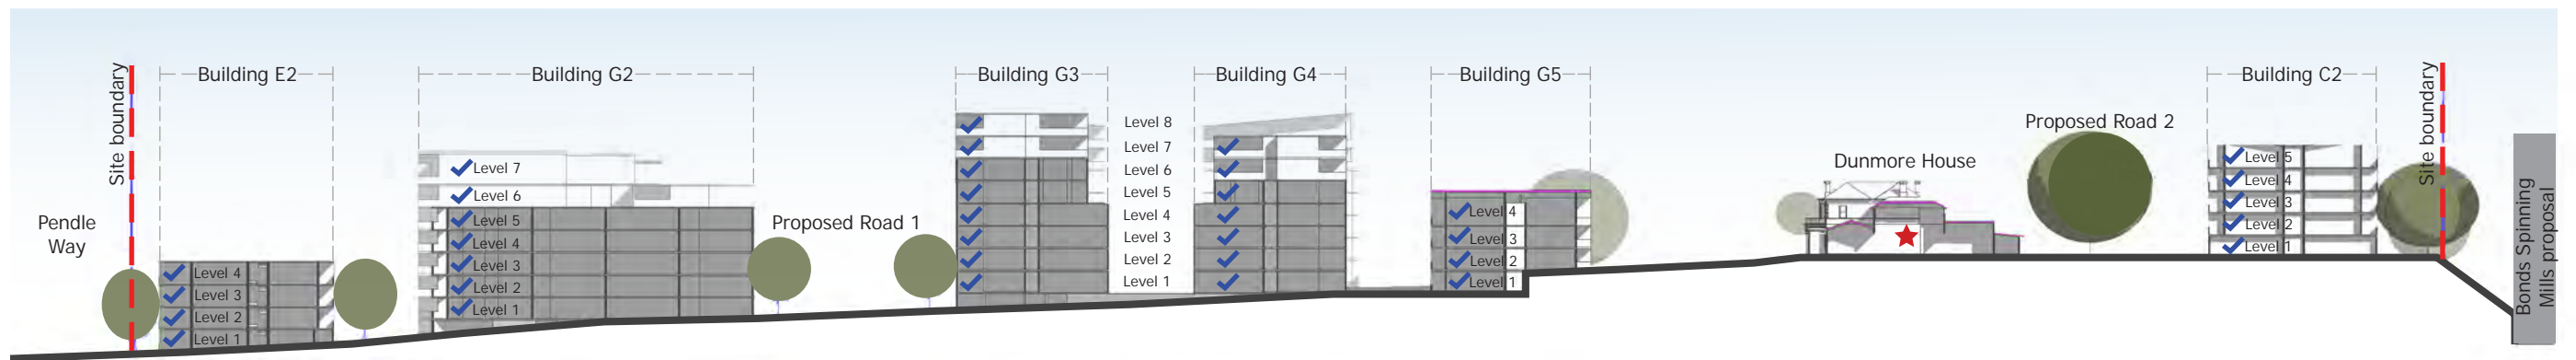 Site boundary
Pendle
Way
Building E2
Level 4
Level 3
Level 2
Level 1
Building G2
Level 7
Level 6
Level 5
Level 4
Level 3
Level 2
Level 1
Proposed Road 1
Building G3
Level 8
Level 7
Level 6
Level 5
Level 4
Level 3
Level 2
Level 1
Building G4
Building G5
Level 4
Level 3
Level 2
Level 1
Dunmore House
Proposed Road 2
Building C2
Level 5
Level 4
Level 3
Level 2
Level 1
Site boundary
Bonds Spinning
Mills proposal